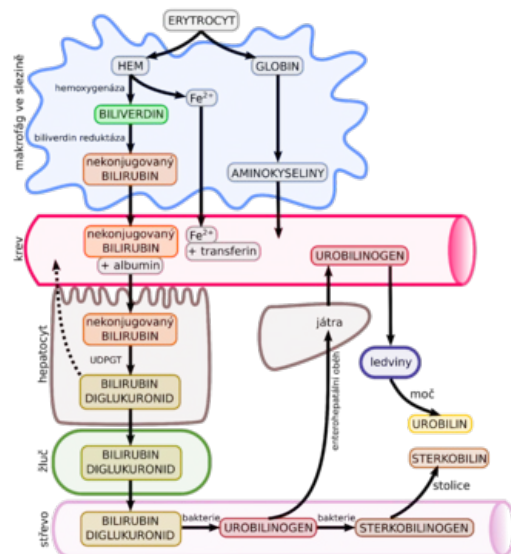 ERYTROCYT
HEM
GLOBIN
hemoxygenáza
Fe2+
BILIVERDIN
biliverdin reduktáza
nekonjugovaný
BILIRUBIN
AMINOKYSELINY
makrofág ve slezině
krev
nekonjugovaný
BILIRUBIN
+ albumin
Fe2+
+ transferin
UROBILINOGEN
hepatocyt
nekonjugovaný
BILIRUBIN
UDPGT
BILIRUBIN
DIGLUKURONID
játra
enterohepatální oběh
ledviny
moč
UROBILIN
žluč
BILIRUBIN
DIGLUKURONID
STERKOBILIN
stolice
střevo
BILIRUBIN
DIGLUKURONID
bakterie
UROBILINOGEN
bakterie
STERKOBILINOGEN